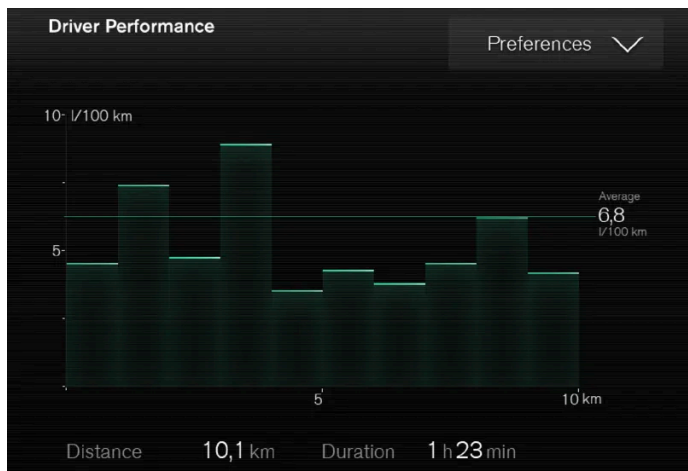 Driver Performance
Preferences
10 l/100 km
Average
6,8
l/100 km
5
5
10 km
Distance 10,1 km Duration 1 h 23 min